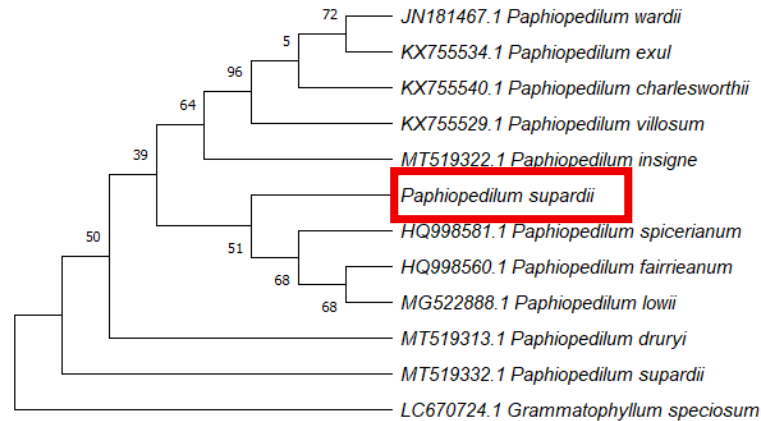 72
JN181467.1 Paphiopedilum wardii
5
KX755534.1 Paphiopedilum exul
96
KX755540.1 Paphiopedilum charlesworthii
64
KX755529.1 Paphiopedilum villosum
39
MT519322.1 Paphiopedilum insigne
Paphiopedilum supardii
50
51
HQ998581.1 Paphiopedilum spicerianum
68
HQ998560.1 Paphiopedilum fairrieanum
68
MG522888.1 Paphiopedilum lowii
MT519313.1 Paphiopedilum druryi
MT519332.1 Paphiopedilum supardii
LC670724.1 Grammatophyllum speciosum